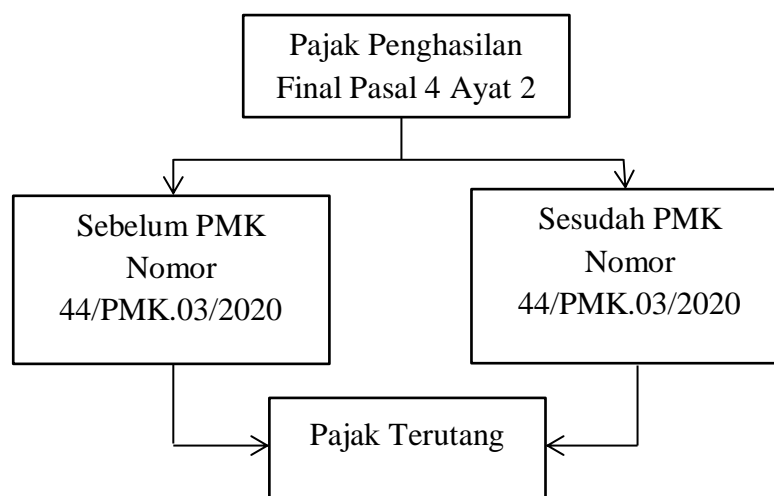 Pajak Penghasilan
Final Pasal 4 Ayat 2
Sebelum PMK
Nomor
44/PMK.03/2020
Sesudah PMK
Nomor
44/PMK.03/2020
Pajak Terutang